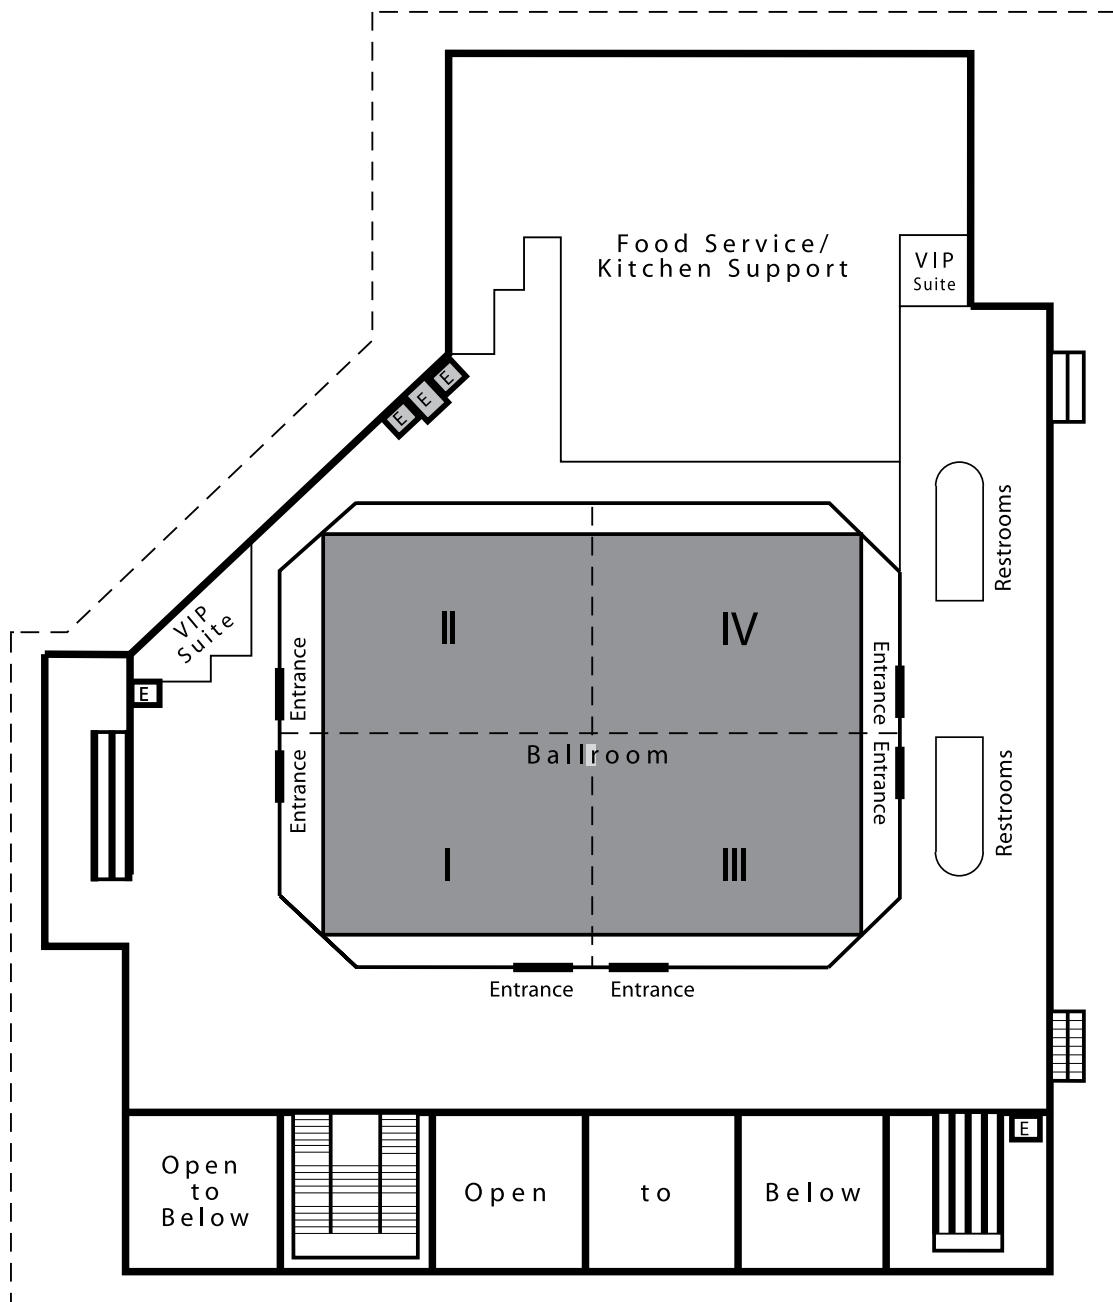 Food Service/
Kitchen Support
VIP
Suite
E
E
E
Restrooms
VIP
Suite
E
II
IV
Entrance
Entrance
Ballroom
Entrance
Entrance
Restrooms
I
III
Entrance
Entrance
E
Open
to
Below
Open
to
Below